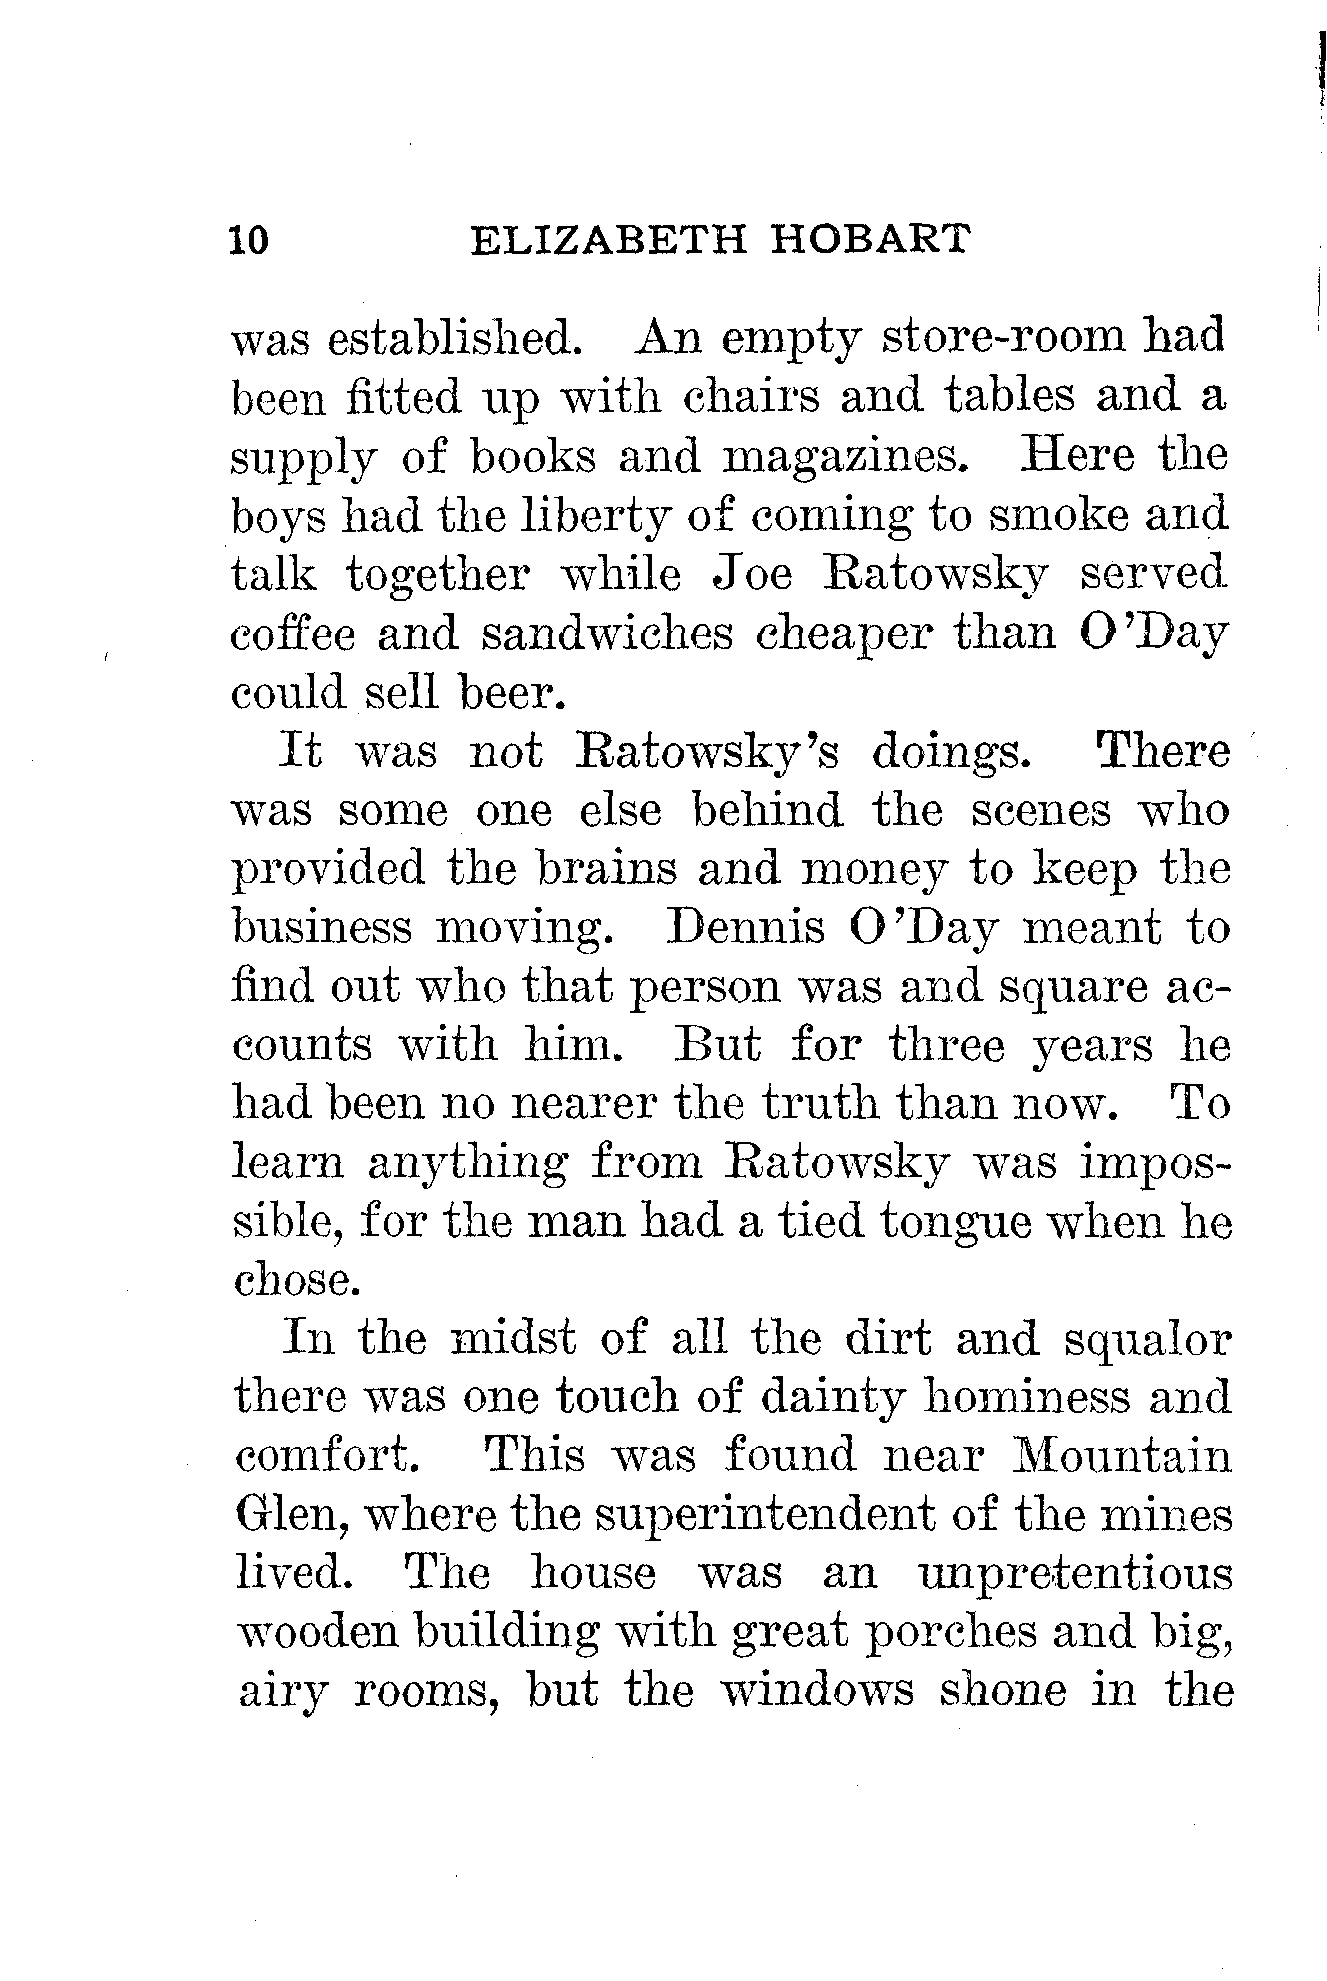 10 ELIZABETH HOBART
was established. An empty store-room had
been fitted up with chairs and tables and a
supply of books and magazines. Here the
boys had the liberty of coming to smoke and
talk together while Joe Ratowsky served
coffee and sandwiches cheaper than O'Day
could sell beer.
It was not Ratowsky's doings. There
was some one else behind the scenes who
provided the brains and money to keep the
business moving. Dennis O'Day meant to
find out who that person was and square ac-
counts with him. But for three years he
had been no nearer the truth than now. To
learn anything from Ratowsky was impos-
sible, for the man had a tied tongue when he
chose.
In the midst of all the dirt and squalor
there was one touch of dainty hominess and
comfort. This was found near Mountain
Glen, where the superintendent of the mines
lived. The house was an unpretentious
wooden building with great porches and big,
airy rooms, but the windows shone in the